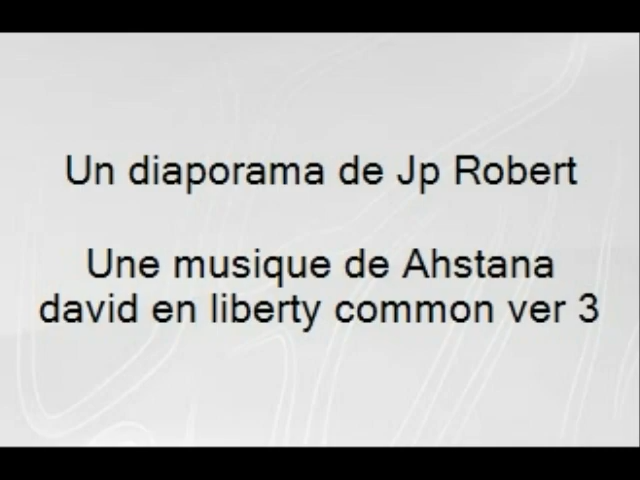 Un diaporama de Jp Robert
Une musique de Ahstana
david en liberty common ver 3